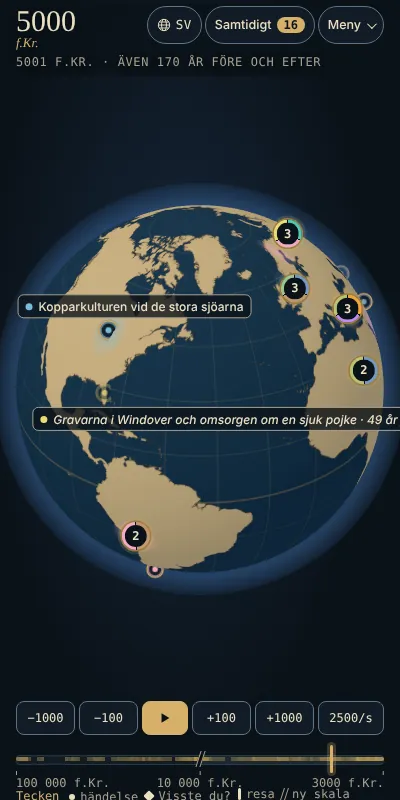 5000
f.Kr.
SV
Samtidigt 16
Meny
5001 F.KR. · ÄVEN 170 ÅR FÖRE OCH EFTER
3
3
3
Kopparkulturen vid de stora sjöarna
2
Gravarna i Windover och omsorgen om en sjuk pojke · 49 år
2
−1000
−100
+100
+1000
2500/s
100 000 f.Kr.
10 000 f.Kr.
3000 f.Kr.
Tecken händelse Visste du? resa // ny skala